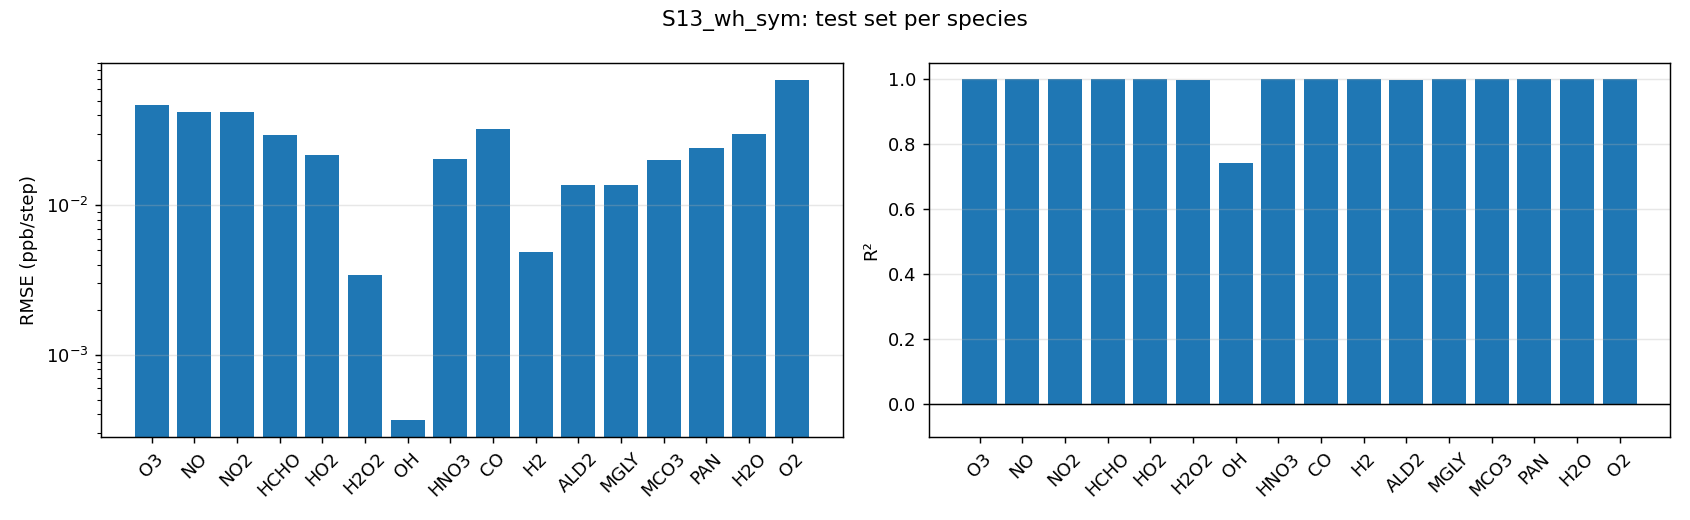 S13_wh_sym: test set per species
RMSE (ppb/step)
10⁻²
10⁻³
O3 NO NO2 HCHO HO2 H2O2 OH HNO3 CO H2 ALD2 MGLY MCO3 PAN H2O O2
R²
1.0
0.8
0.6
0.4
0.2
0.0
O3 NO NO2 HCHO HO2 H2O2 OH HNO3 CO H2 ALD2 MGLY MCO3 PAN H2O O2